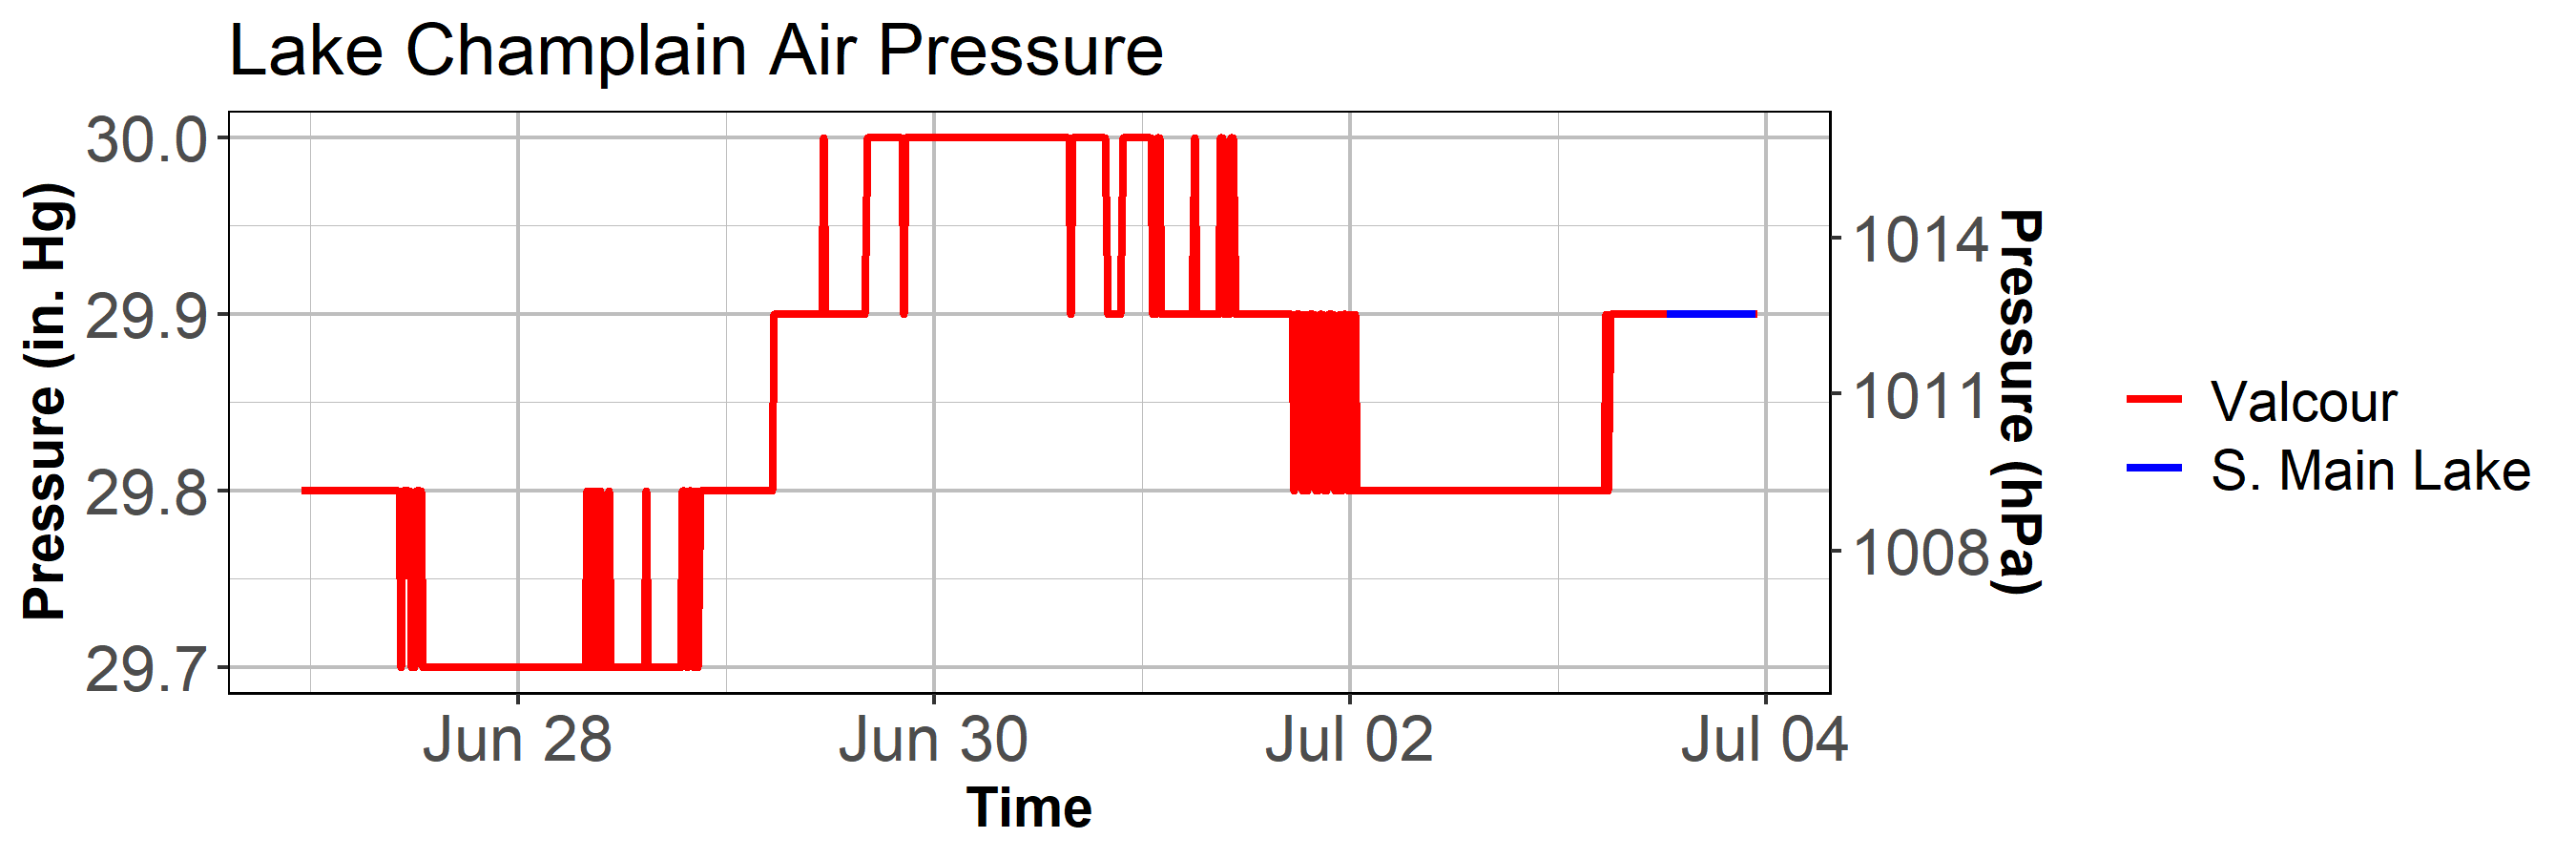 Lake Champlain Air Pressure
Pressure (in. Hg)
30.0
29.9
29.8
29.7
Jun 28
Jun 30
Jul 02
Jul 04
Time
1014
1011
1008
Pressure (hPa)
Valcour
S. Main Lake